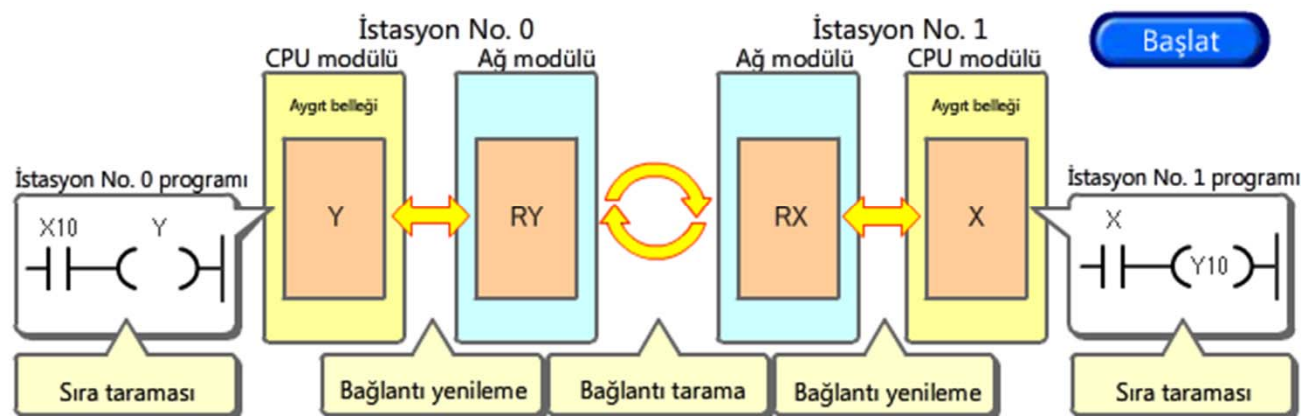 İstasyon No. 0
İstasyon No. 1
Başlat
CPU modülü
Ağ modülü
Ağ modülü
CPU modülü
Aygıt belleği
Aygıt belleği
İstasyon No. 0 programı
İstasyon No. 1 programı
X10 Y
Y
RY
RX
X
X
Y10
Sıra taraması
Bağlantı yenileme
Bağlantı tarama
Bağlantı yenileme
Sıra taraması